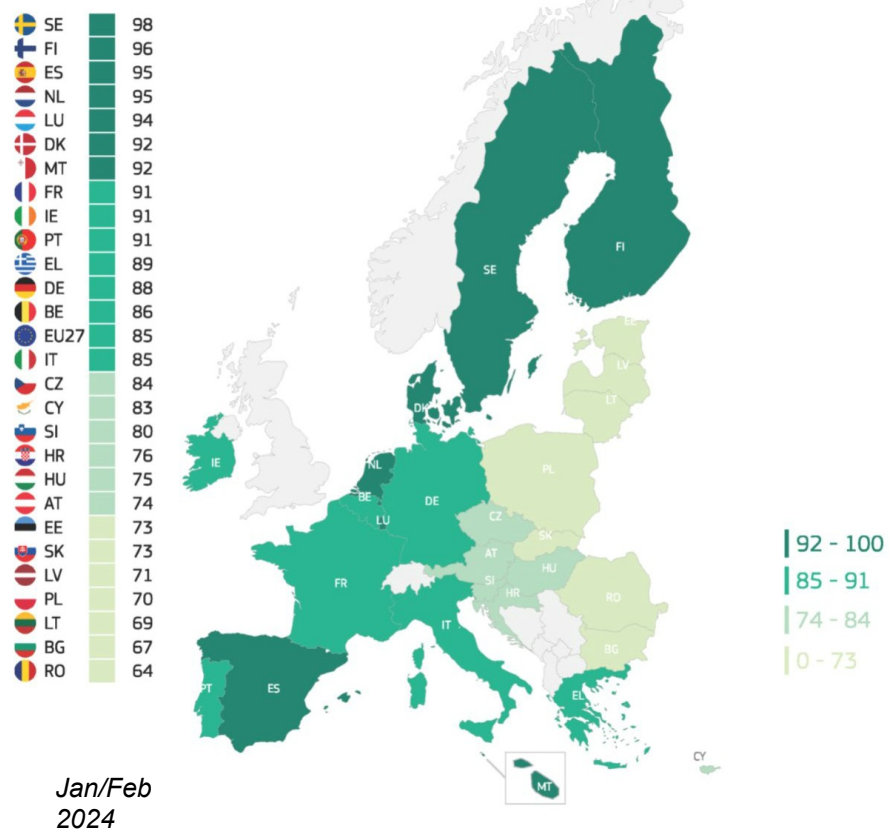 SE 98
FI 96
ES 95
NL 95
LU 94
DK 92
MT 92
FR 91
IE 91
PT 91
EL 89
DE 88
BE 86
EU27 85
IT 85
CZ 84
CY 83
SI 80
HR 76
HU 75
AT 74
EE 73
SK 73
LV 71
PL 70
LT 69
BG 67
RO 64
Jan/Feb
2024
FI
SE
EE
LV
LT
DK
IE
NL
PL
BE
DE
LU
CZ
SK
AT
HU
SI
FR
HR
RO
IT
BG
PT
ES
EL
CY
MT
92 - 100
85 - 91
74 - 84
0 - 73